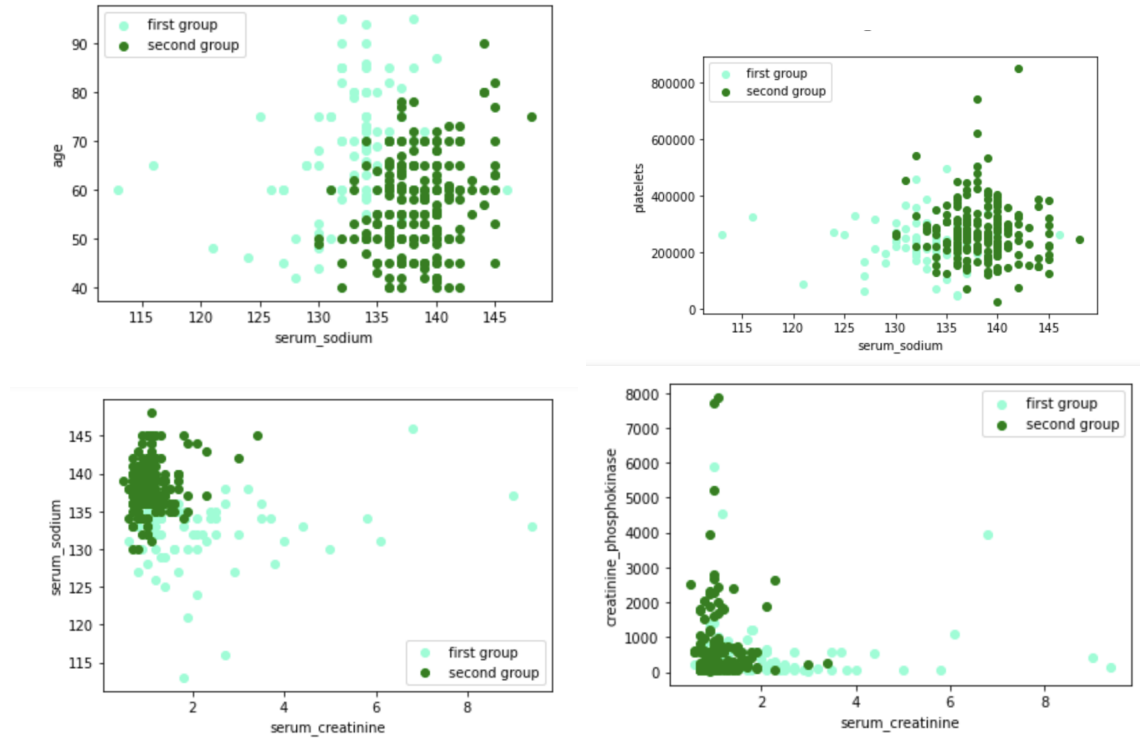 first group
second group
90
80
70
60
50
40
age
115 120 125 130 135 140 145
serum_sodium
first group
second group
800000
600000
400000
200000
0
platelets
115 120 125 130 135 140 145
serum_sodium
145
140
135
130
125
120
115
serum_sodium
first group
second group
2 4 6 8
serum_creatinine
first group
second group
8000
7000
6000
5000
4000
3000
2000
1000
0
creatinine_phosphokinase
2 4 6 8
serum_creatinine